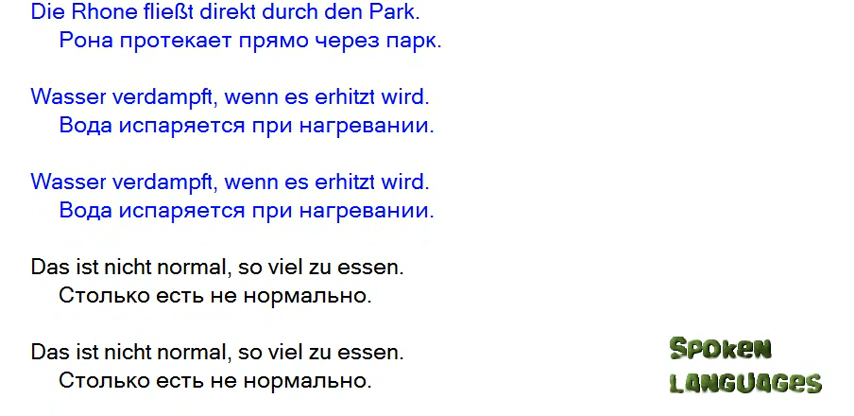 Die Rhone fließt direkt durch den Park.
Рона протекает прямо через парк.
Wasser verdampft, wenn es erhitzt wird.
Вода испаряется при нагревании.
Wasser verdampft, wenn es erhitzt wird.
Вода испаряется при нагревании.
Das ist nicht normal, so viel zu essen.
Столько есть не нормально.
Das ist nicht normal, so viel zu essen.
Столько есть не нормально.
Spoken
Languages